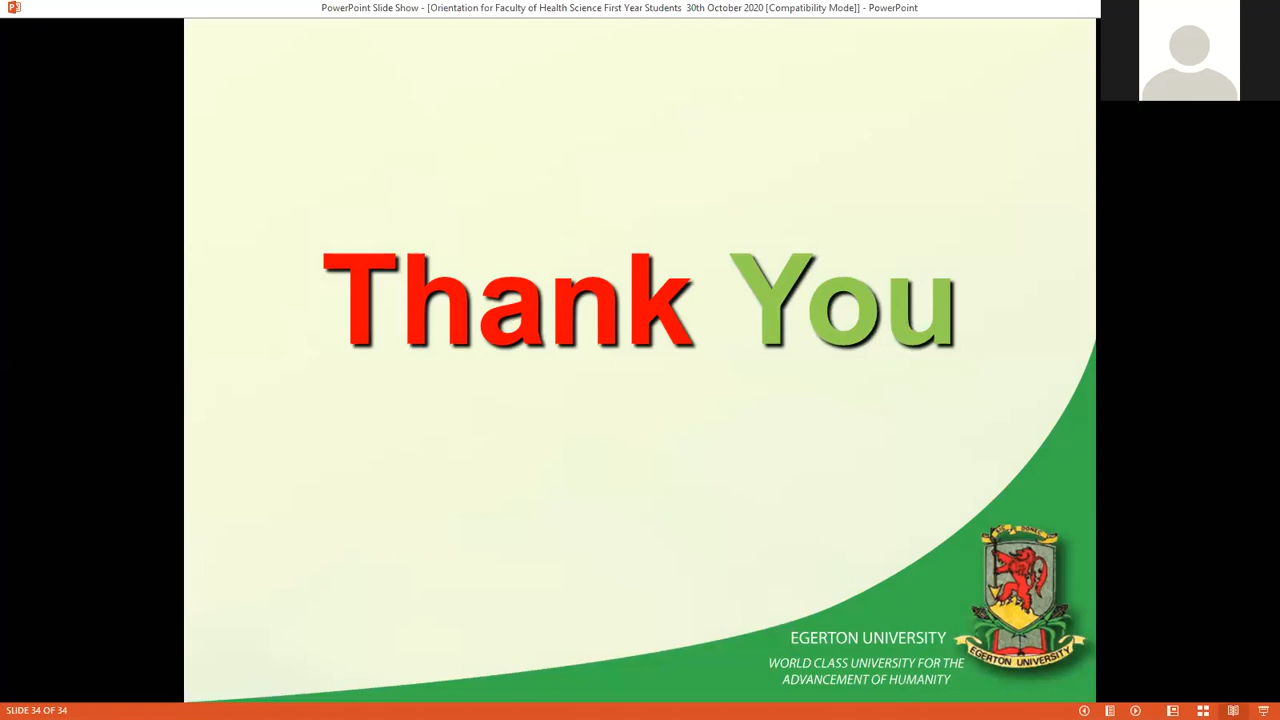 PowerPoint Slide Show - [Orientation for Faculty of Health Science First Year Students  30th October 2020 [Compatibility Mode]] - PowerPoint
Thank You
EGERTON UNIVERSITY
WORLD CLASS UNIVERSITY FOR THE
ADVANCEMENT OF HUMANITY
EGERTON UNIVERSITY
SLIDE 34 OF 34